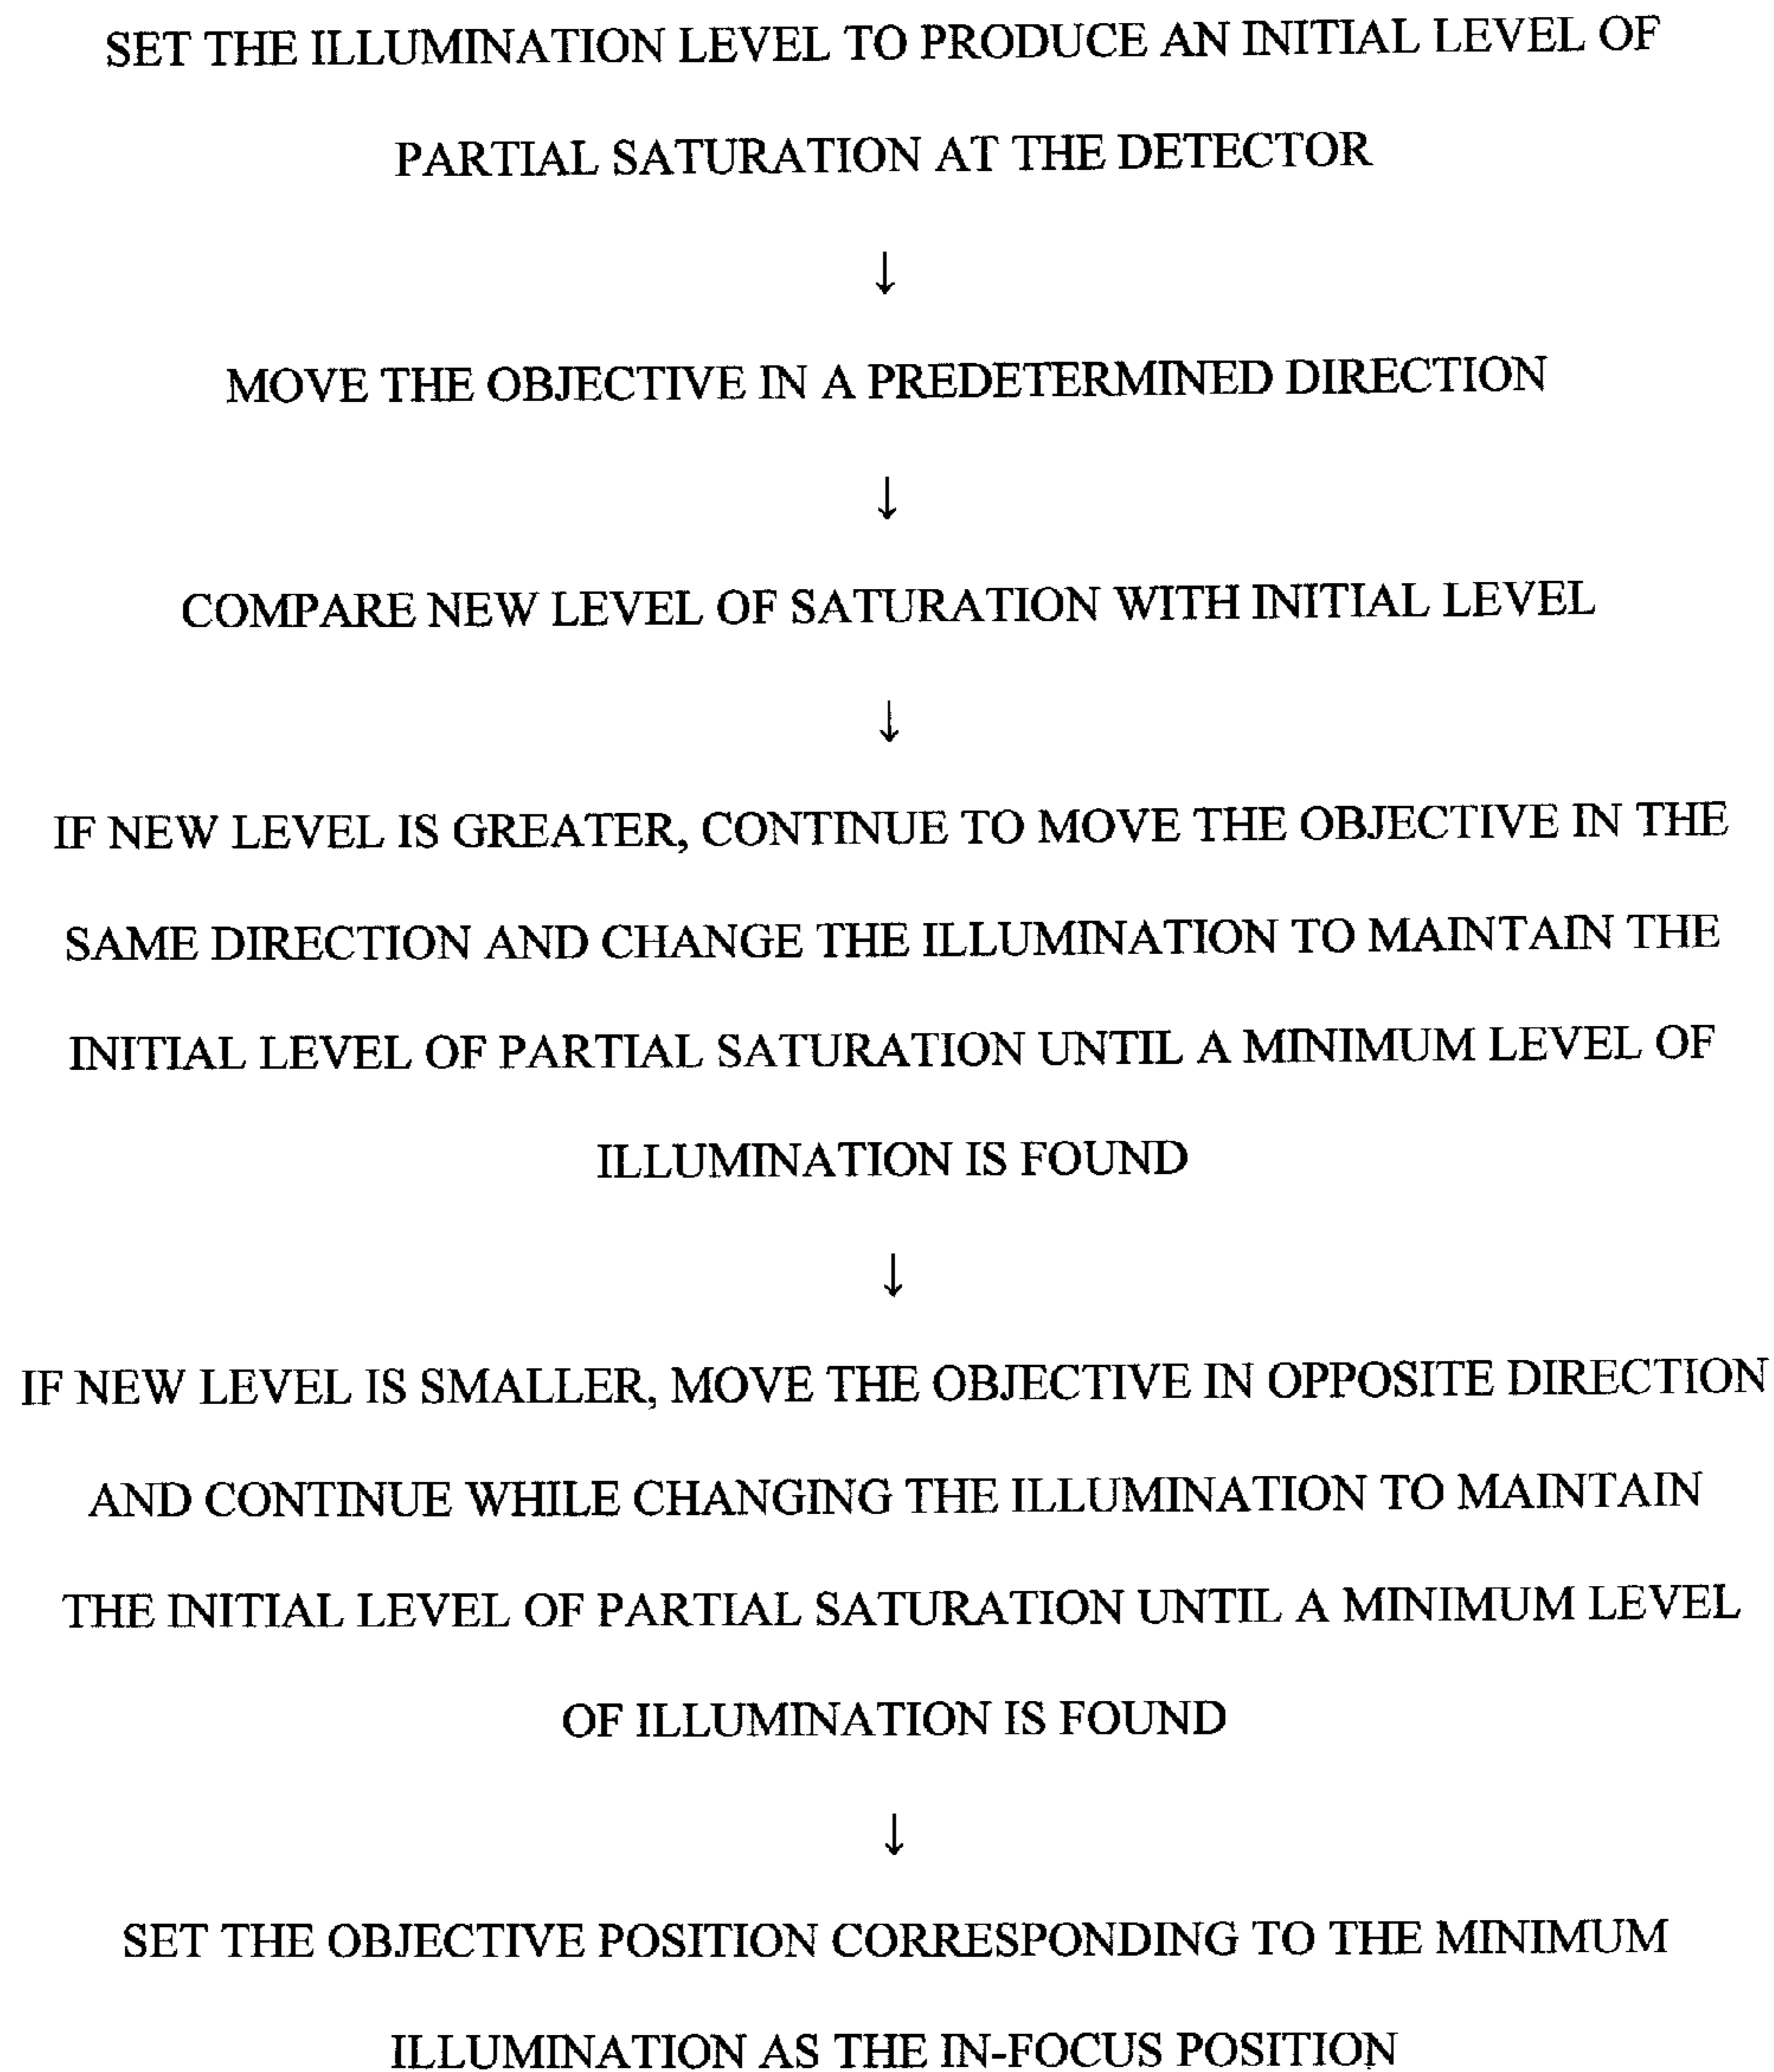 SET THE ILLUMINATION LEVEL TO PRODUCE AN INITIAL LEVEL OF
PARTIAL SATURATION AT THE DETECTOR
↓
MOVE THE OBJECTIVE IN A PREDETERMINED DIRECTION
↓
COMPARE NEW LEVEL OF SATURATION WITH INITIAL LEVEL
↓
IF NEW LEVEL IS GREATER, CONTINUE TO MOVE THE OBJECTIVE IN THE
SAME DIRECTION AND CHANGE THE ILLUMINATION TO MAINTAIN THE
INITIAL LEVEL OF PARTIAL SATURATION UNTIL A MINIMUM LEVEL OF
ILLUMINATION IS FOUND
↓
IF NEW LEVEL IS SMALLER, MOVE THE OBJECTIVE IN OPPOSITE DIRECTION
AND CONTINUE WHILE CHANGING THE ILLUMINATION TO MAINTAIN
THE INITIAL LEVEL OF PARTIAL SATURATION UNTIL A MINIMUM LEVEL
OF ILLUMINATION IS FOUND
↓
SET THE OBJECTIVE POSITION CORRESPONDING TO THE MINIMUM
ILLUMINATION AS THE IN-FOCUS POSITION